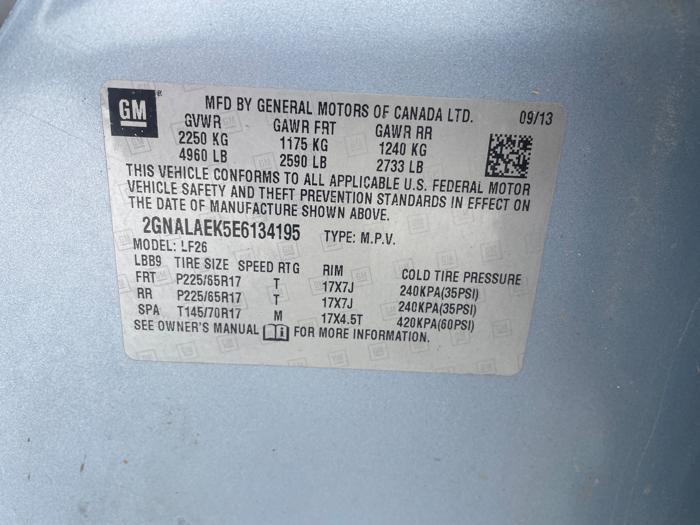 GM
MFD BY GENERAL MOTORS OF CANADA LTD. 09/13
GVWR GAWR FRT GAWR RR
2250 KG 1175 KG 1240 KG
4960 LB 2590 LB 2733 LB
THIS VEHICLE CONFORMS TO ALL APPLICABLE U.S. FEDERAL MOTOR
VEHICLE SAFETY AND THEFT PREVENTION STANDARDS IN EFFECT ON
THE DATE OF MANUFACTURE SHOWN ABOVE.
2GNALAEK5E6134195 TYPE: M.P.V.
MODEL: LF26
LBB9 TIRE SIZE SPEED RTG RIM COLD TIRE PRESSURE
FRT P225/65R17 T 17X7J 240KPA(35PSI)
RR P225/65R17 T 17X7J 240KPA(35PSI)
SPA T145/70R17 M 17X4.5T 420KPA(60PSI)
SEE OWNER'S MANUAL FOR MORE INFORMATION.